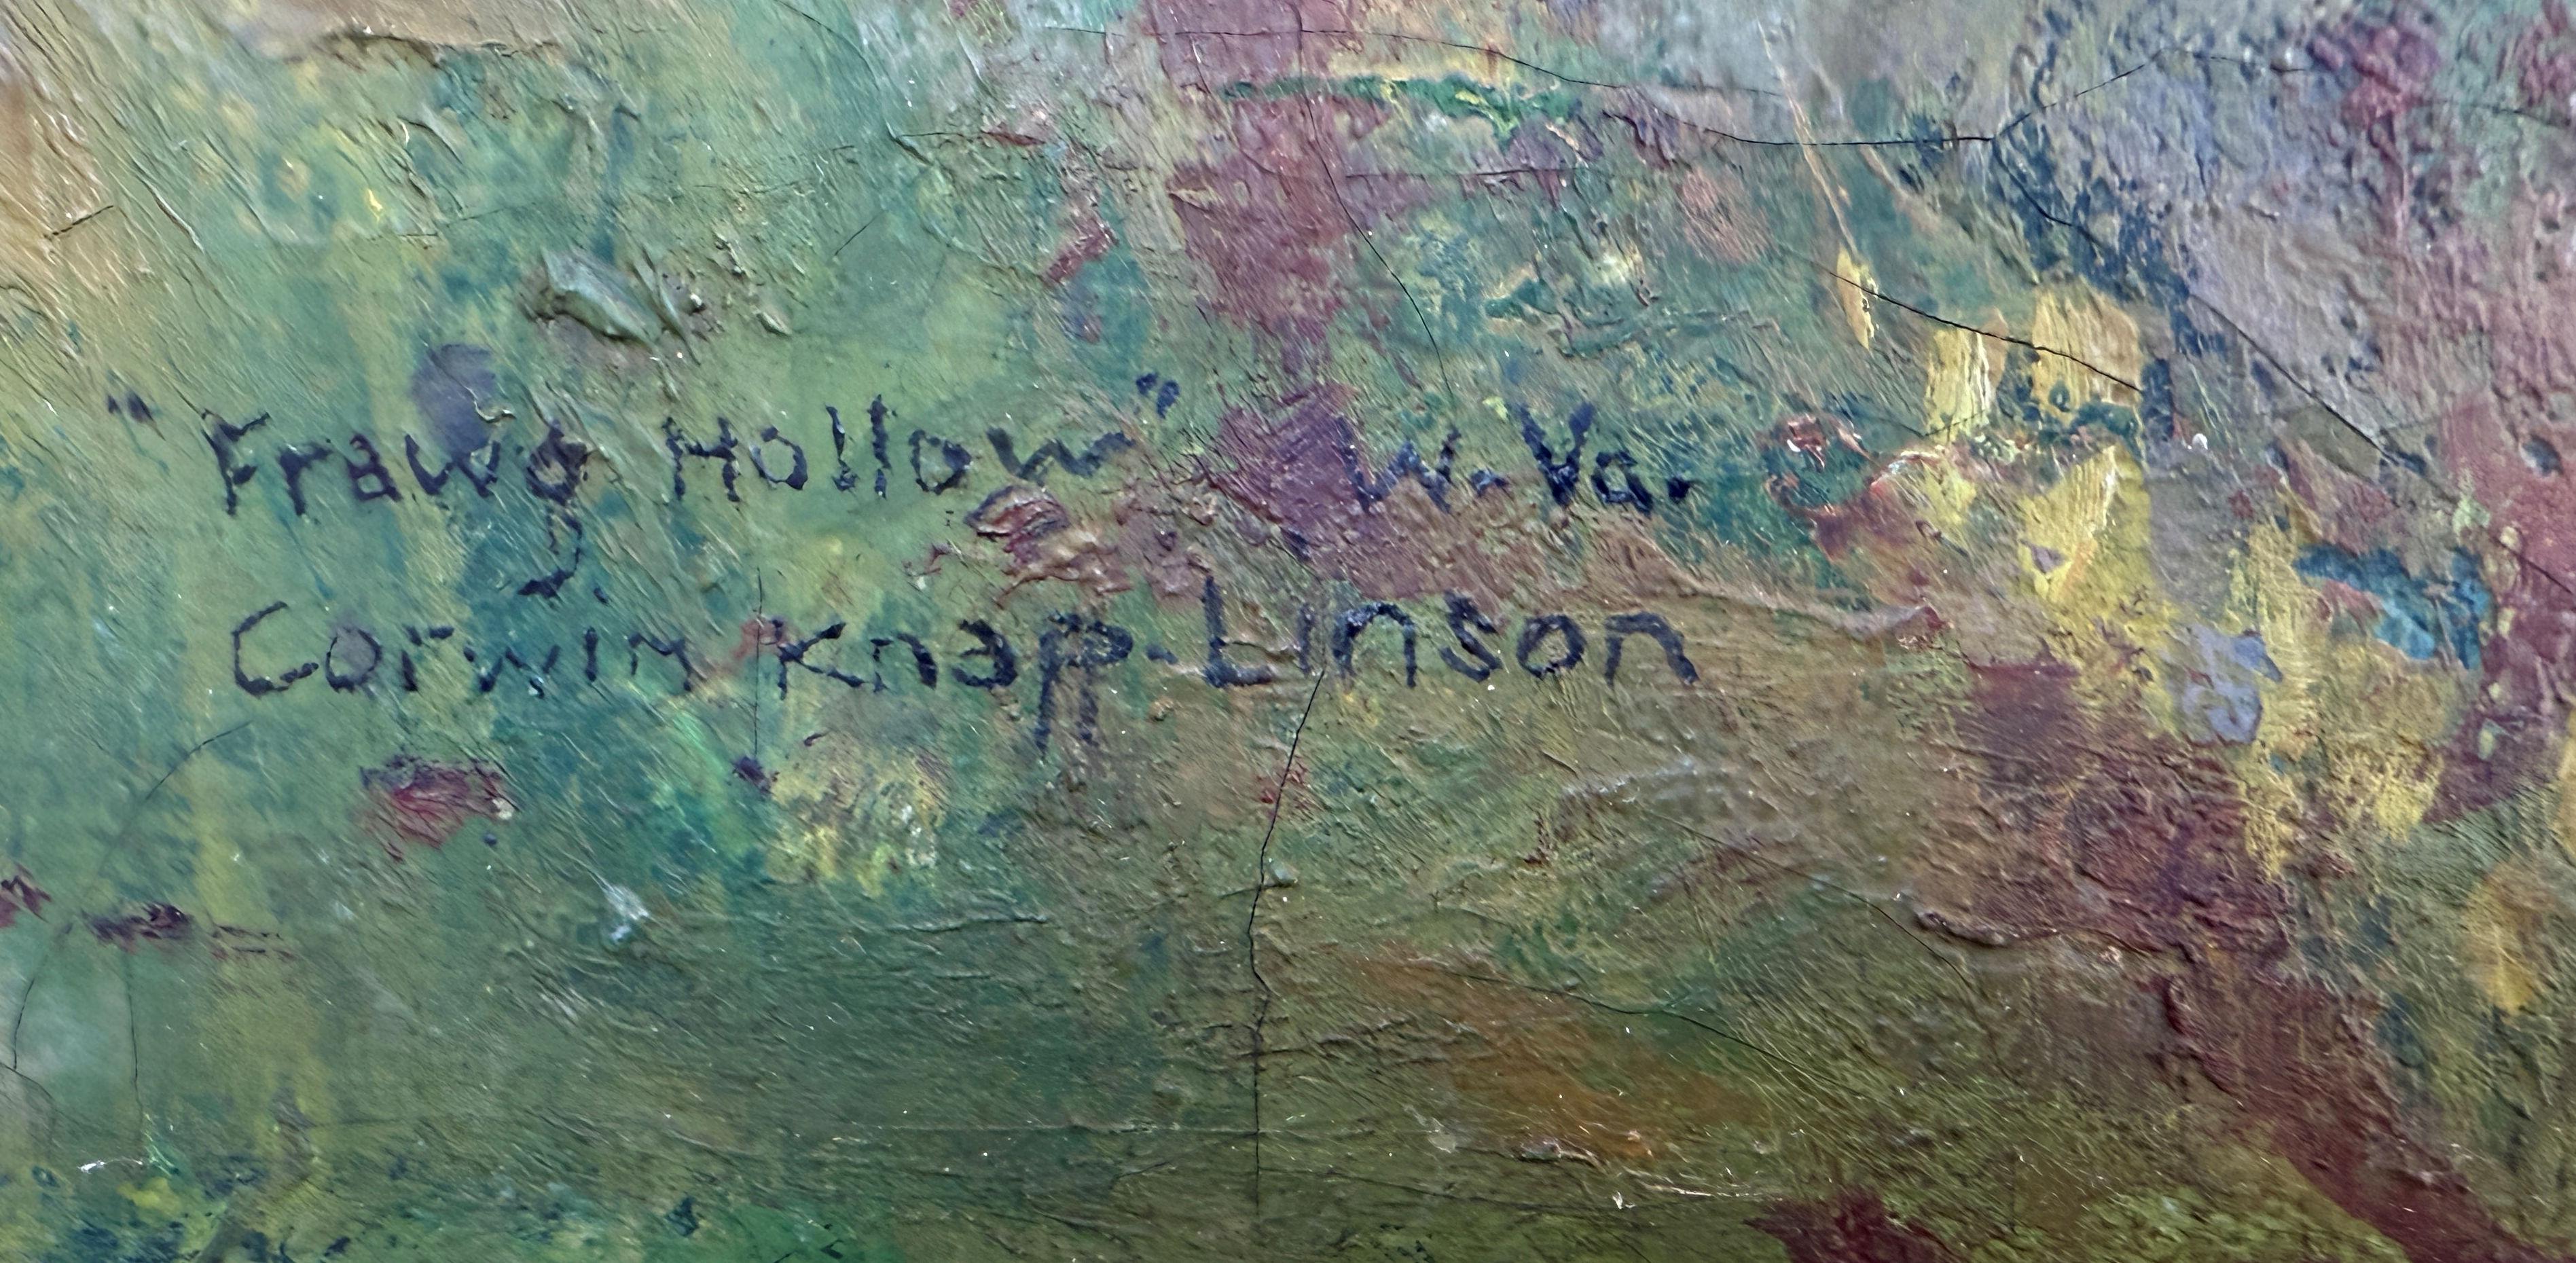 "Frawg Hollow" W.Va.
Corwin Knapp-Linson